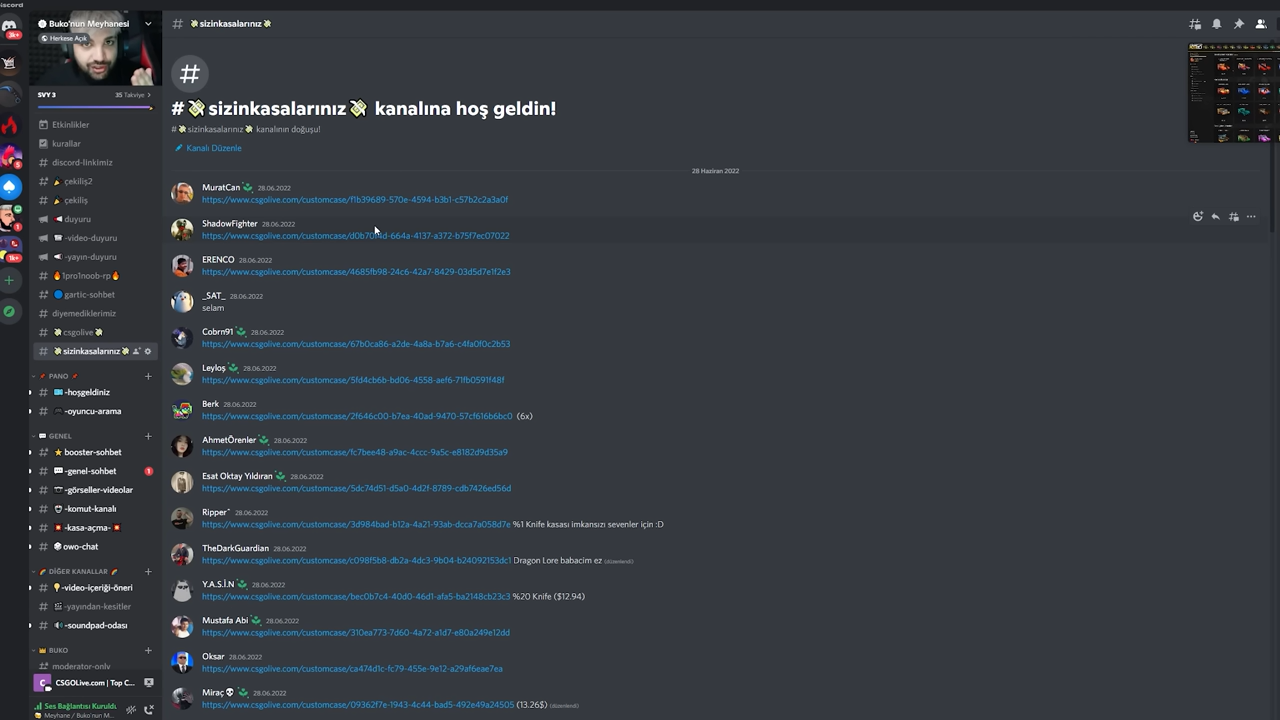 iscord
Buko'nun Meyhanesi
Herkese Açık
SVY 3
35 Takviye
Etkinlikler
kurallar
discord-linkimiz
çekiliş2
çekiliş
duyuru
-video-duyuru
-yayın-duyuru
1pro1noob-rp
gartic-sohbet
diyemediklerimiz
csgolive
sizinkasalarınız
PANO
-hoşgeldiniz
-oyuncu-arama
GENEL
booster-sohbet
-genel-sohbet
1
-görseller-videolar
-komut-kanalı
-kasa-açma-
owo-chat
DİĞER KANALLAR
-video-içeriği-öneri
-yayından-kesitler
-soundpad-odası
BUKO
moderator-only
CSGOLive.com | Top C...
Ses Bağlantısı Kuruldu
Meyhane / Buko'nun M...
3k+
5
1
1k+
# sizinkasalarınız
# sizinkasalarınız kanalına hoş geldin!
# sizinkasalarınız kanalının doğuşu!
Kanalı Düzenle
28 Haziran 2022
MuratCan 28.06.2022
https://www.csgolive.com/customcase/f1b39689-570e-4594-b3b1-c57b2c2a3a0f
ShadowFighter 28.06.2022
ERENCO 28.06.2022
https://www.csgolive.com/customcase/4685fb98-24c6-42a7-8429-03d5d7e1f2e3
_SAT_ 28.06.2022
selam
Cobrn91 28.06.2022
https://www.csgolive.com/customcase/67b0ca86-a2de-4a8a-b7a6-c4fa0f0c2b53
Leyloş 28.06.2022
https://www.csgolive.com/customcase/5fd4cb6b-bd06-4558-aef6-71fb0591f48f
Berk 28.06.2022
https://www.csgolive.com/customcase/2f646c00-b7ea-40ad-9470-57cf616b6bc0 (6x)
AhmetÖrenler 28.06.2022
https://www.csgolive.com/customcase/fc7bee48-a9ac-4ccc-9a5c-e8182d9d35a9
Esat Oktay Yıldıran 28.06.2022
https://www.csgolive.com/customcase/5dc74d51-d5a0-4d2f-8789-cdb7426ed56d
Ripper 28.06.2022
https://www.csgolive.com/customcase/3d984bad-b12a-4a21-93ab-dcca7a058d7e %1 Knife kasası imkansızı sevenler için :D
TheDarkGuardian 28.06.2022
https://www.csgolive.com/customcase/c098f5b8-db2a-4dc3-9b04-b24092153dc1 Dragon Lore babacim ez (düzenlendi)
Y.A.S.İ.N 28.06.2022
https://www.csgolive.com/customcase/bec0b7c4-40d0-46d1-afa5-ba2148cb23c3 %20 Knife ($12.94)
Mustafa Abi 28.06.2022
https://www.csgolive.com/customcase/310ea773-7d60-4a72-a1d7-e80a249e12dd
Oksar 28.06.2022
https://www.csgolive.com/customcase/ca474d1c-fc79-455e-9e12-a29af6eae7ea
Miraç 28.06.2022
https://www.csgolive.com/customcase/09362f7e-1943-4c44-bad5-492e49a24505 (13.26$) (düzenlendi)